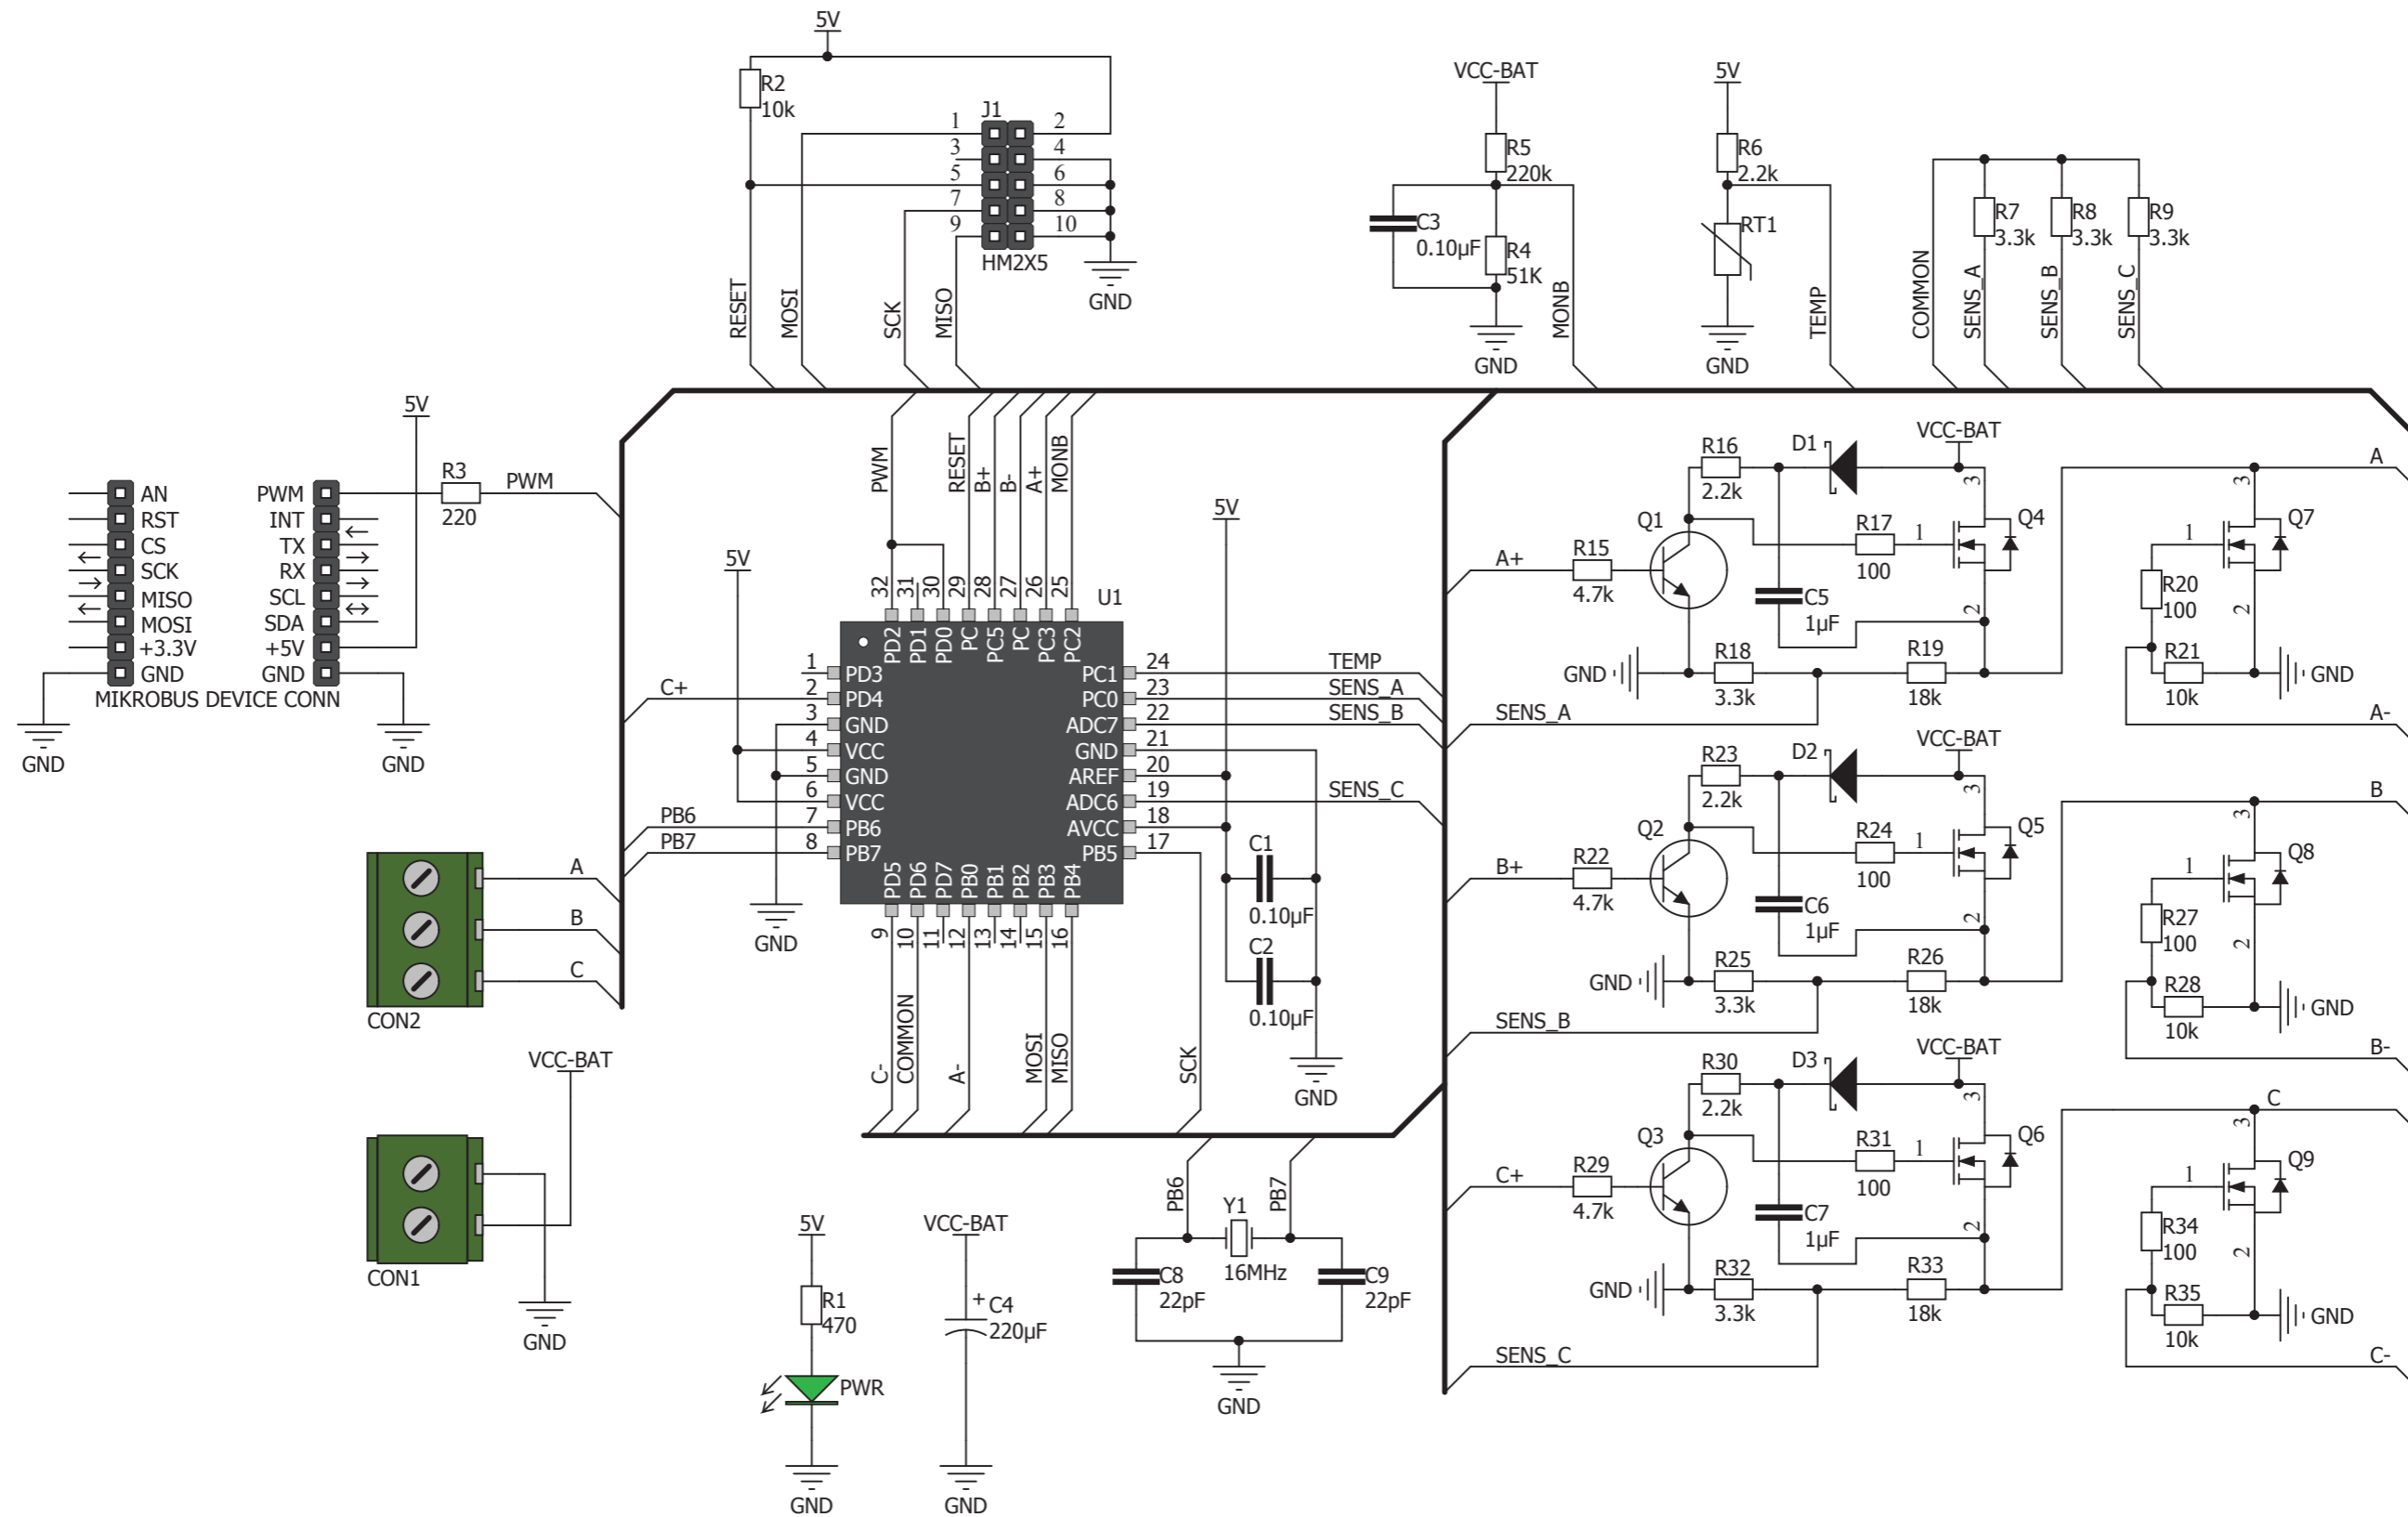 5V
R2
10k
J1
1 2
3 4
5 6
7 8
9 10
HM2X5
GND
RESET
MOSI
SCK
MISO
VCC-BAT
R5
220k
C3
0.10µF
R4
51K
GND
MONB
5V
R6
2.2k
RT1
GND
TEMP
COMMON
R7
3.3k
SENS_A
R8
3.3k
SENS_B
R9
3.3k
SENS_C
5V
AN
RST
CS
SCK
MISO
MOSI
+3.3V
GND
PWM
INT
TX
RX
SCL
SDA
+5V
GND
MIKROBUS DEVICE CONN
GND
GND
R3
220
PWM
PWM
RESET
B+
B-
A+
MONB
5V
5V
32 31 30 29 28 27 26 25
U1
PD2 PD1 PD0 PC PC5 PC PC3 PC2
1 PD3
C+ 2 PD4
3 GND
4 VCC
5 GND
6 VCC
PB6 7 PB6
PB7 8 PB7
PC1 24 TEMP
PC0 23 SENS_A
ADC7 22 SENS_B
GND 21
AREF 20
ADC6 19 SENS_C
AVCC 18
PB5 17
PD5 PD6 PD7 PB0 PB1 PB2 PB3 PB4
9 10 11 12 13 14 15 16
C-
COMMON
A-
MOSI
MISO
SCK
GND
C1
0.10µF
C2
0.10µF
GND
A
B
C
CON2
VCC-BAT
CON1
GND
5V
R1
470
PWR
GND
VCC-BAT
+ C4
220µF
GND
PB6
PB7
Y1
16MHz
C8
22pF
C9
22pF
GND
A+
R15
4.7k
Q1
R16
2.2k
D1
VCC-BAT
3
R17
100
1
Q4
C5
1µF
2
GND
R18
3.3k
R19
18k
SENS_A
A
3
Q7
1
R20
100
2
R21
10k
GND
A-
B+
R22
4.7k
Q2
R23
2.2k
D2
VCC-BAT
3
R24
100
1
Q5
C6
1µF
2
GND
R25
3.3k
R26
18k
SENS_B
B
3
Q8
1
R27
100
2
R28
10k
GND
B-
C+
R29
4.7k
Q3
R30
2.2k
D3
VCC-BAT
3
R31
100
1
Q6
C7
1µF
2
GND
R32
3.3k
R33
18k
SENS_C
C
3
Q9
1
R34
100
2
R35
10k
GND
C-